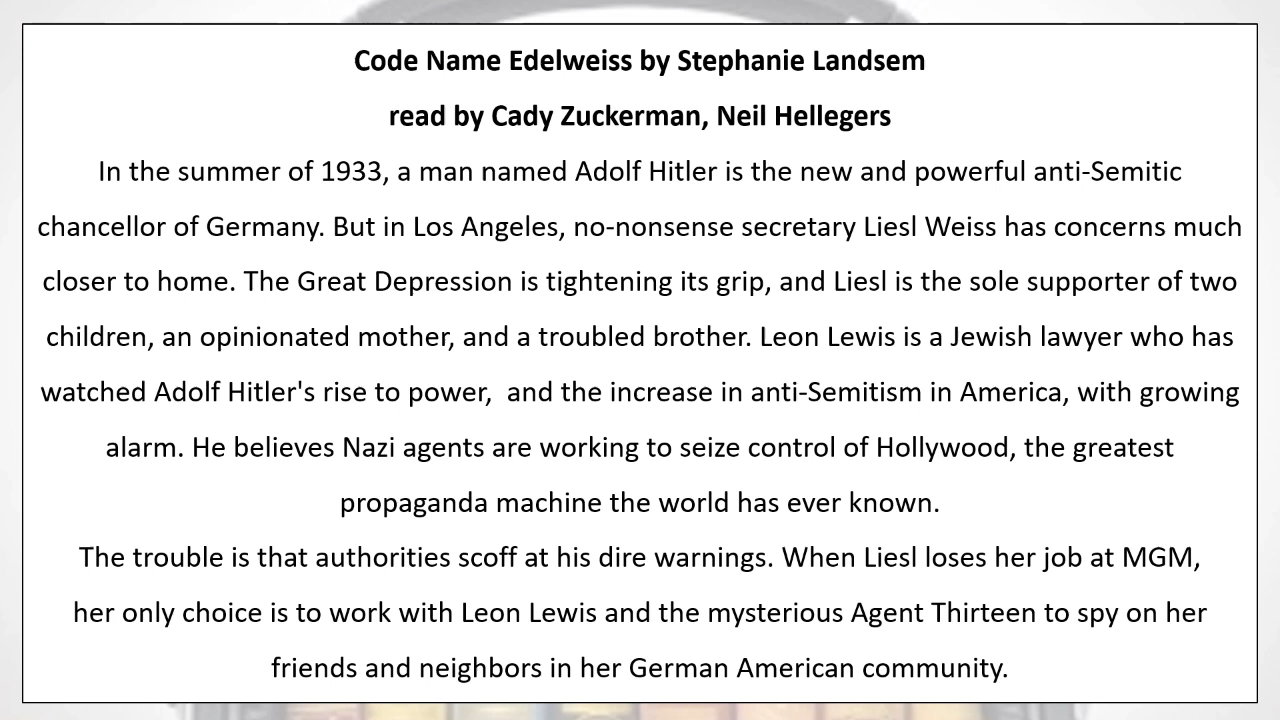 Code Name Edelweiss by Stephanie Landsem
read by Cady Zuckerman, Neil Hellegers
In the summer of 1933, a man named Adolf Hitler is the new and powerful anti-Semitic
chancellor of Germany. But in Los Angeles, no-nonsense secretary Liesl Weiss has concerns much
closer to home. The Great Depression is tightening its grip, and Liesl is the sole supporter of two
children, an opinionated mother, and a troubled brother. Leon Lewis is a Jewish lawyer who has
watched Adolf Hitler's rise to power,  and the increase in anti-Semitism in America, with growing
alarm. He believes Nazi agents are working to seize control of Hollywood, the greatest
propaganda machine the world has ever known.
The trouble is that authorities scoff at his dire warnings. When Liesl loses her job at MGM,
her only choice is to work with Leon Lewis and the mysterious Agent Thirteen to spy on her
friends and neighbors in her German American community.